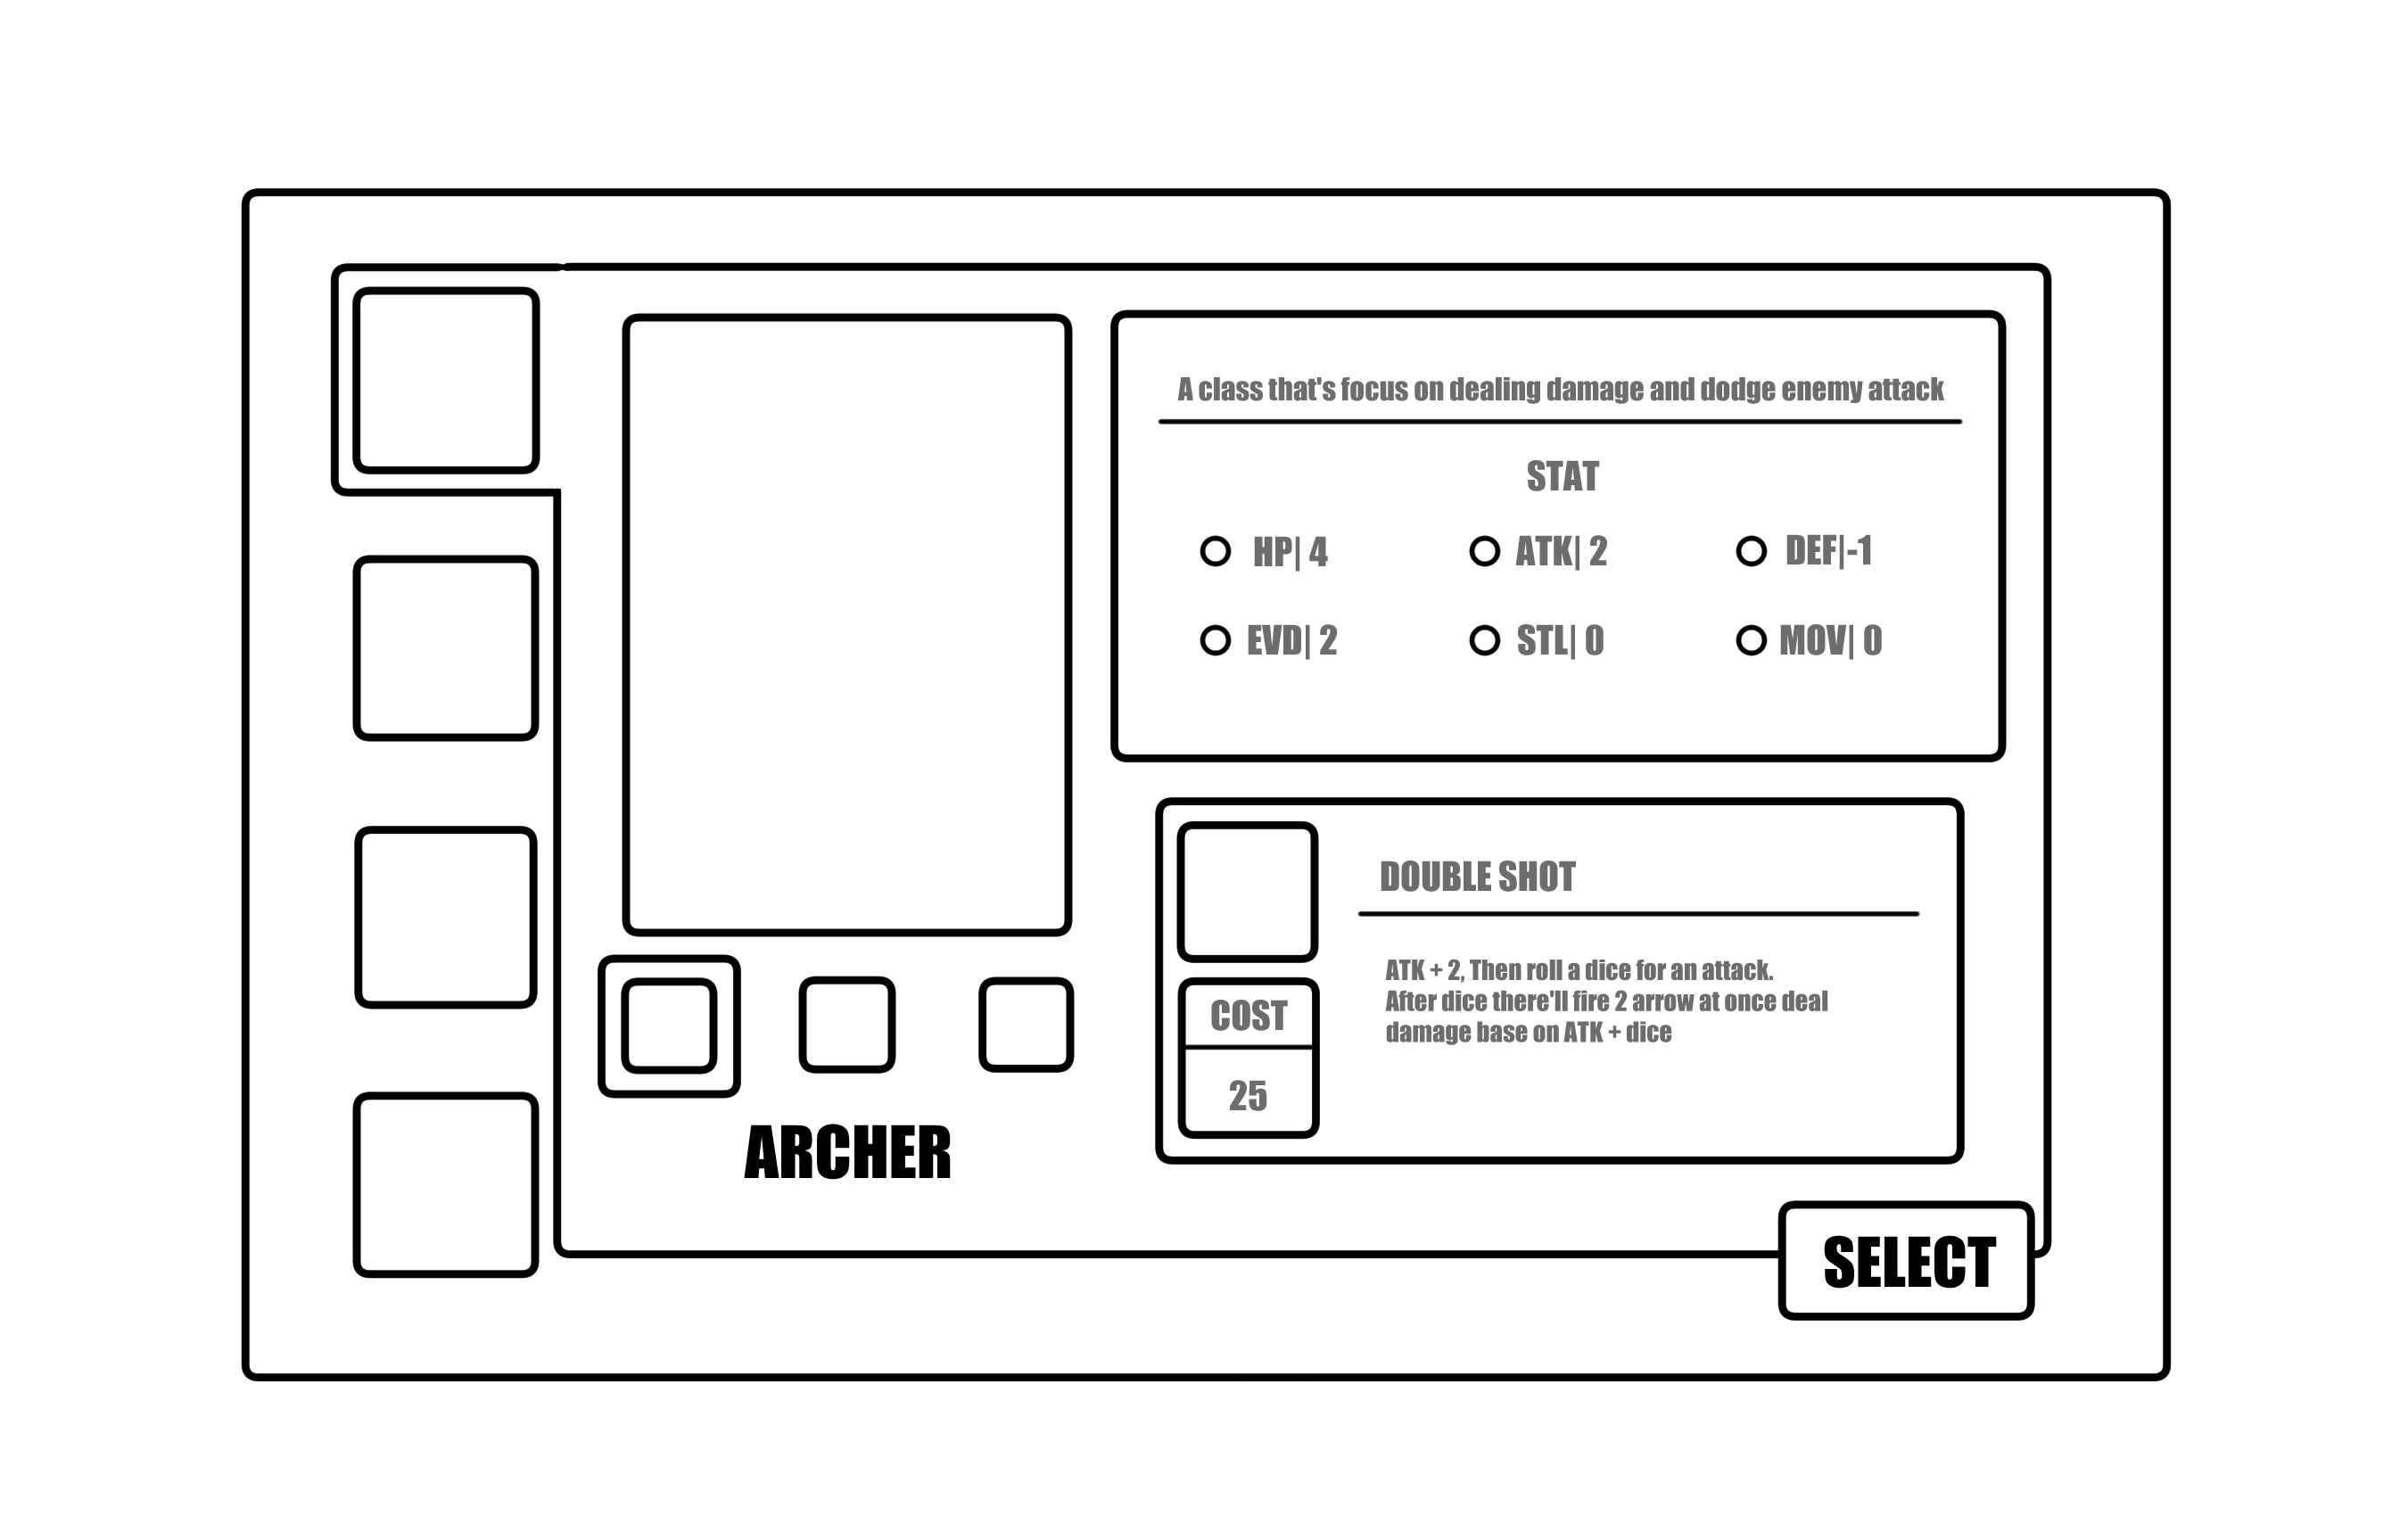 A class that's focus on dealing damage and dodge enemy attack
STAT
HP| 4
ATK| 2
DEF|-1
EVD| 2
STL| 0
MOV| 0
DOUBLE SHOT
ATK + 2, Then roll a dice for an attack.
After dice there'll fire 2 arrow at once deal
damage base on ATK + dice
COST
25
ARCHER
SELECT